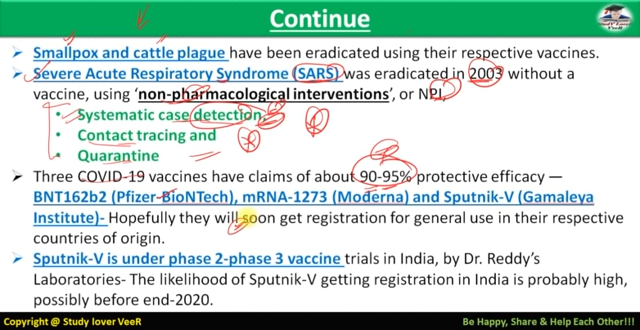 Continue
• Smallpox and cattle plague have been eradicated using their respective vaccines.
• Severe Acute Respiratory Syndrome (SARS) was eradicated in 2003 without a
vaccine, using non-pharmacological interventions, or NPI.
• Systematic case detection,
• Contact tracing and
• Quarantine
➢ Three COVID-19 vaccines have claims of about 90-95% protective efficacy —
BNT162b2 (Pfizer-BioNTech), mRNA-1273 (Moderna) and Sputnik-V (Gamaleya
Institute)- Hopefully they will soon get registration for general use in their respective
countries of origin.
• Sputnik-V is under phase 2-phase 3 vaccine trials in India, by Dr. Reddy's
Laboratories- The likelihood of Sputnik-V getting registration in India is probably high,
possibly before end-2020.
Copyright @ Study lover VeeR
Be Happy, Share & Help Each Other!!!